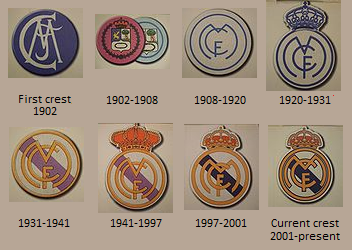 First crest
1902
1902-1908
1908-1920
1920-1931
1931-1941
1941-1997
1997-2001
Current crest
2001-present